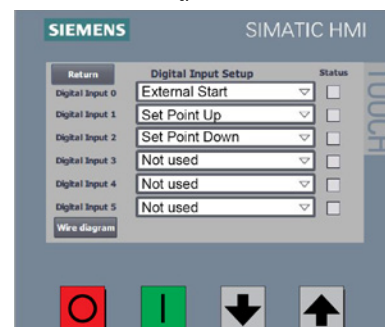 SIEMENS SIMATIC HMI
Return Digital Input Setup Status
Digital Input 0 External Start
Digital Input 1 Set Point Up
Digital Input 2 Set Point Down
Digital Input 3 Not used
Digital Input 4 Not used
Digital Input 5 Not used
Wire diagram
TOUCH